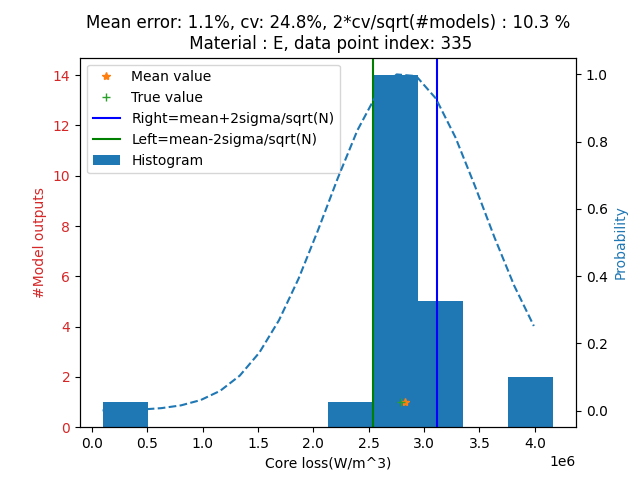 Mean error: 1.1%, cv: 24.8%, 2*cv/sqrt(#models) : 10.3 %
Material : E, data point index: 335
Mean value
True value
Right=mean+2sigma/sqrt(N)
Left=mean-2sigma/sqrt(N)
Histogram
#Model outputs
14
12
10
8
6
4
2
0
Probability
1.0
0.8
0.6
0.4
0.2
0.0
0.0 0.5 1.0 1.5 2.0 2.5 3.0 3.5 4.0
1e6
Core loss(W/m^3)